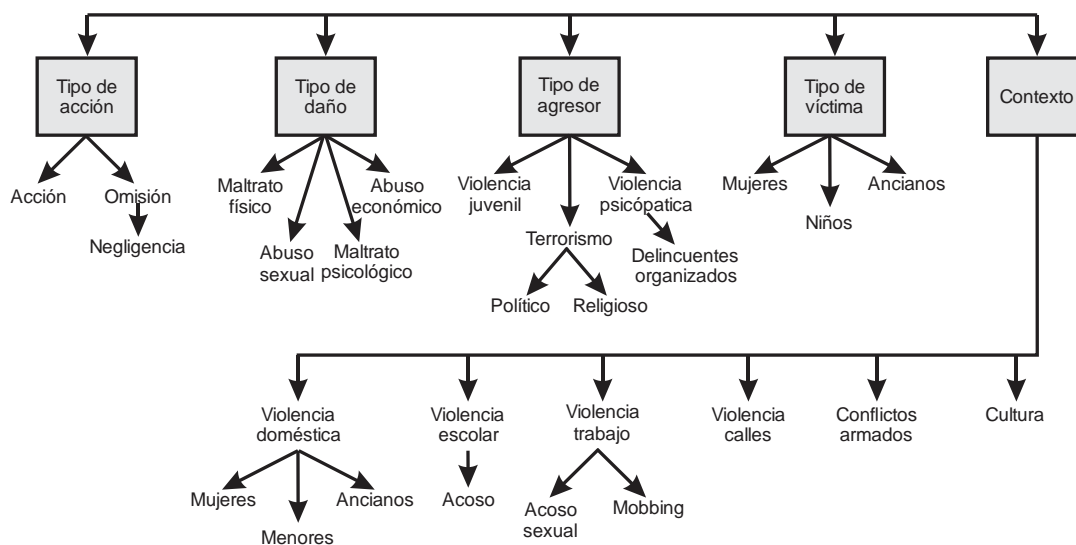 Tipo de
acción
Tipo de
daño
Tipo de
agresor
Tipo de
víctima
Contexto
Acción
Omisión
Negligencia
Maltrato
físico
Abuso
económico
Abuso
sexual
Maltrato
psicológico
Violencia
juvenil
Violencia
psicópatica
Terrorismo
Delincuentes
organizados
Político
Religioso
Mujeres
Ancianos
Niños
Violencia
doméstica
Violencia
escolar
Violencia
trabajo
Violencia
calles
Conflictos
armados
Cultura
Mujeres
Ancianos
Menores
Acoso
Acoso
sexual
Mobbing